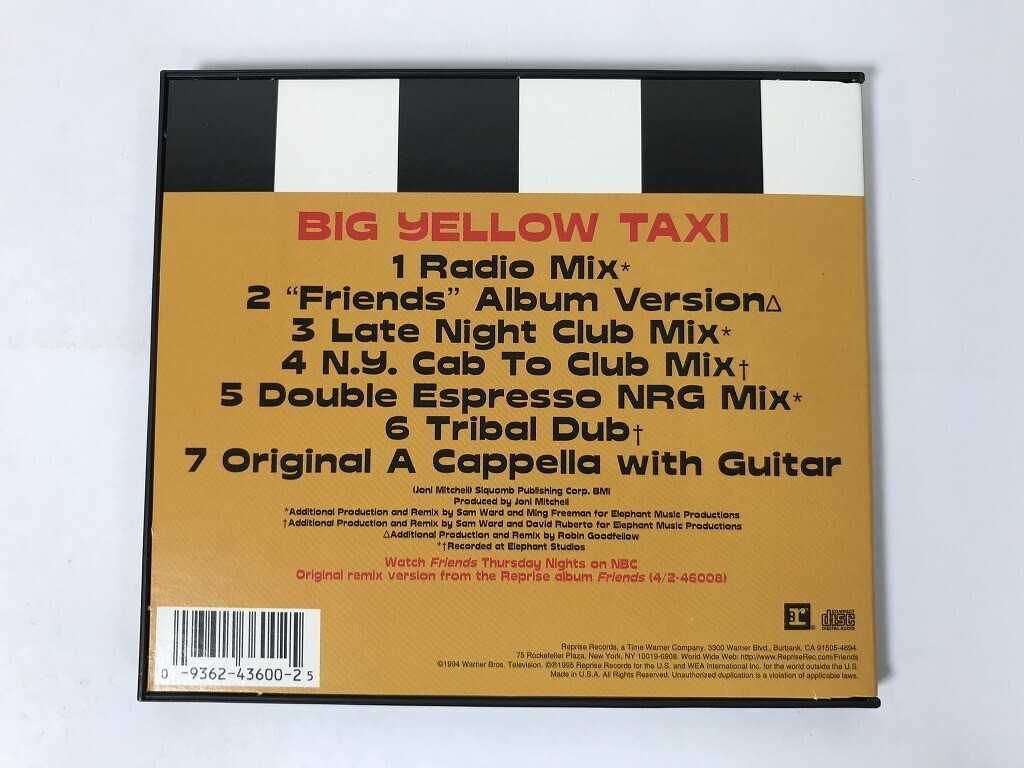 BIG YELLOW TAXI
1 Radio Mix*
2 “Friends” Album Version△
3 Late Night Club Mix*
4 N.Y. Cab To Club Mix†
5 Double Espresso NRG Mix*
6 Tribal Dub†
7 Original A Cappella with Guitar
(Joni Mitchell) Siquomb Publishing Corp. BMI
Produced by Joni Mitchell
*Additional Production and Remix by Sam Ward and Ming Freeman for Elephant Music Productions
†Additional Production and Remix by Sam Ward and David Ruberto for Elephant Music Productions
△Additional Production and Remix by Robin Goodfellow
*†Recorded at Elephant Studios
Watch Friends Thursday Nights on NBC
Original remix version from the Reprise album Friends (4/2-46008)
r ® COMPACT
disc
DIGITAL AUDIO
Reprise Records, a Time Warner Company. 3300 Warner Blvd., Burbank, CA 91505-4694.
75 Rockefeller Plaza, New York, NY 10019-6908. World Wide Web: http://www.RepriseRec.com/Friends
©1994 Warner Bros. Television. ©℗1995 Reprise Records for the U.S. and WEA International Inc. for the world outside the U.S.
Made in U.S.A. All Rights Reserved. Unauthorized duplication is a violation of applicable laws.
0 -9362-43600-2 5